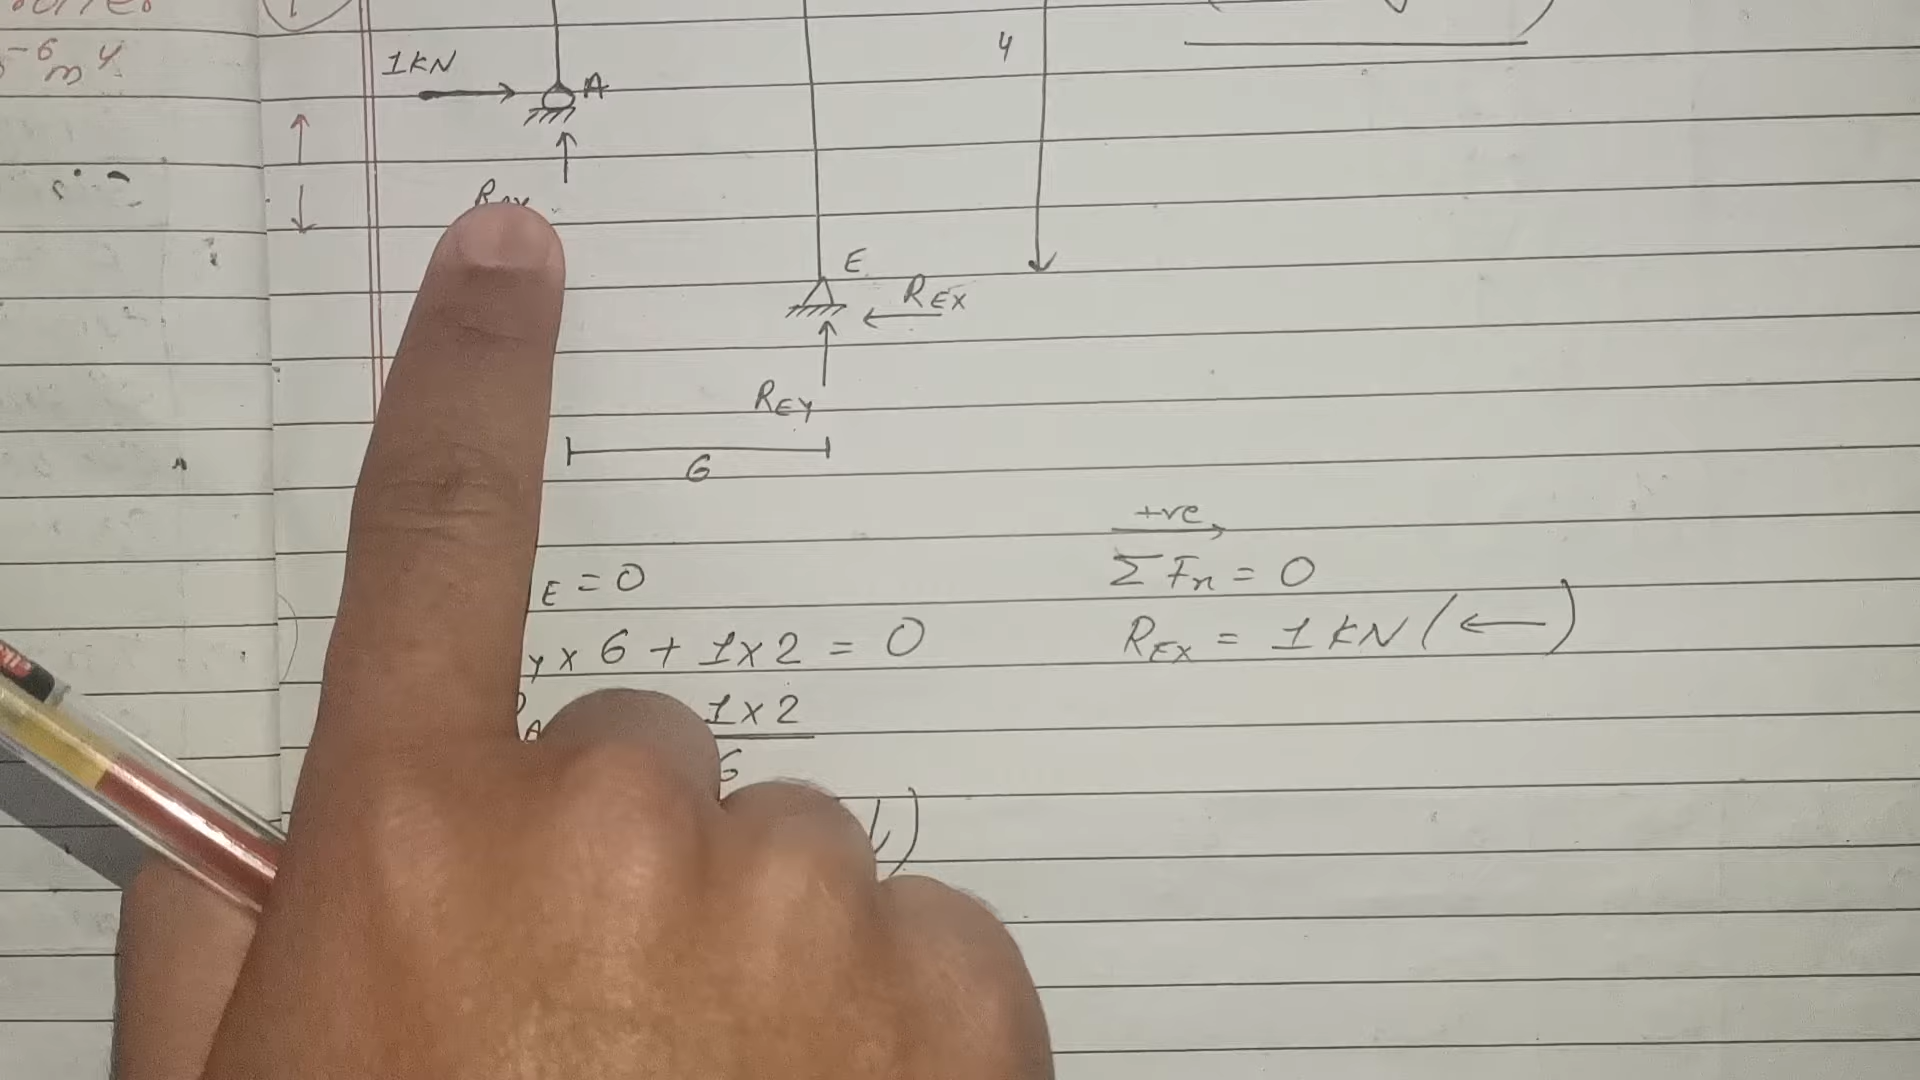 -6 m4
1KN
A
4
E
REX
REY
6
+ve
E = 0
ΣFx = 0
Y x 6 + 1x2 = 0
REX = 1 KN (←)
A
1x2
6